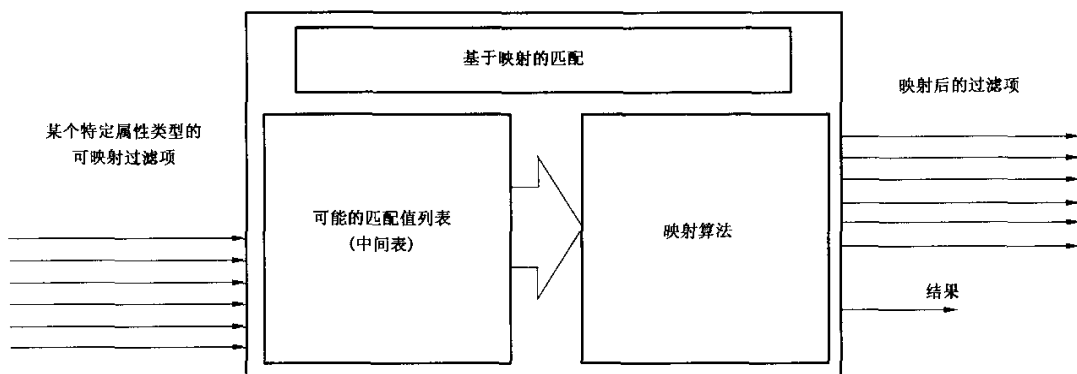 基于映射的匹配
某个特定属性类型的
可映射过滤项
可能的匹配值列表
(中间表)
映射算法
映射后的过滤项
结果